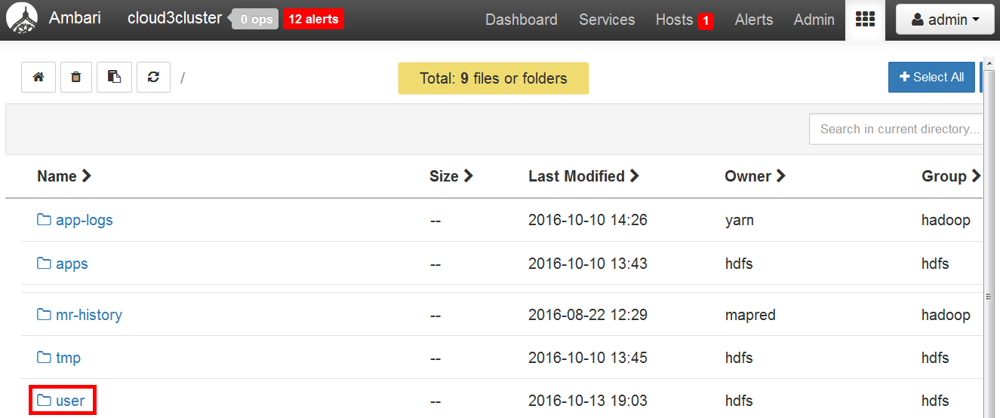 Ambari cloud3cluster 0 ops 12 alerts Dashboard Services Hosts 1 Alerts Admin admin
/ Total: 9 files or folders Select All
Search in current directory...
Name Size Last Modified Owner Group
app-logs -- 2016-10-10 14:26 yarn hadoop
apps -- 2016-10-10 13:43 hdfs hdfs
mr-history -- 2016-08-22 12:29 mapred hadoop
tmp -- 2016-10-10 13:45 hdfs hdfs
user -- 2016-10-13 19:03 hdfs hdfs